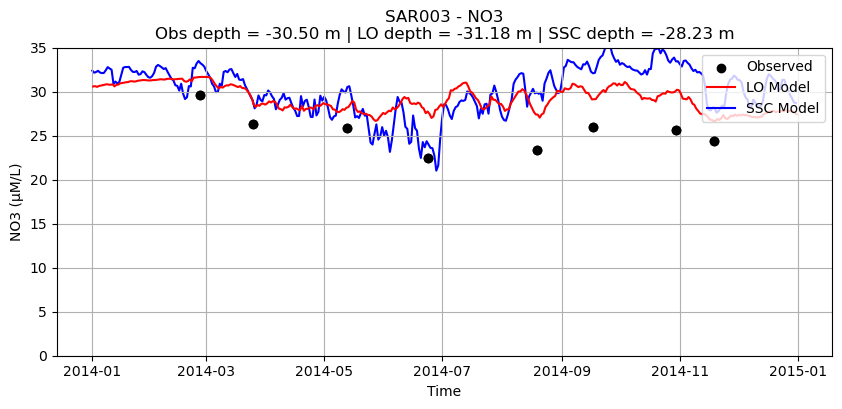 SAR003 - NO3
Obs depth = -30.50 m | LO depth = -31.18 m | SSC depth = -28.23 m
NO3 (μM/L)
35
30
25
20
15
10
5
0
Observed
LO Model
SSC Model
2014-01
2014-03
2014-05
2014-07
2014-09
2014-11
2015-01
Time